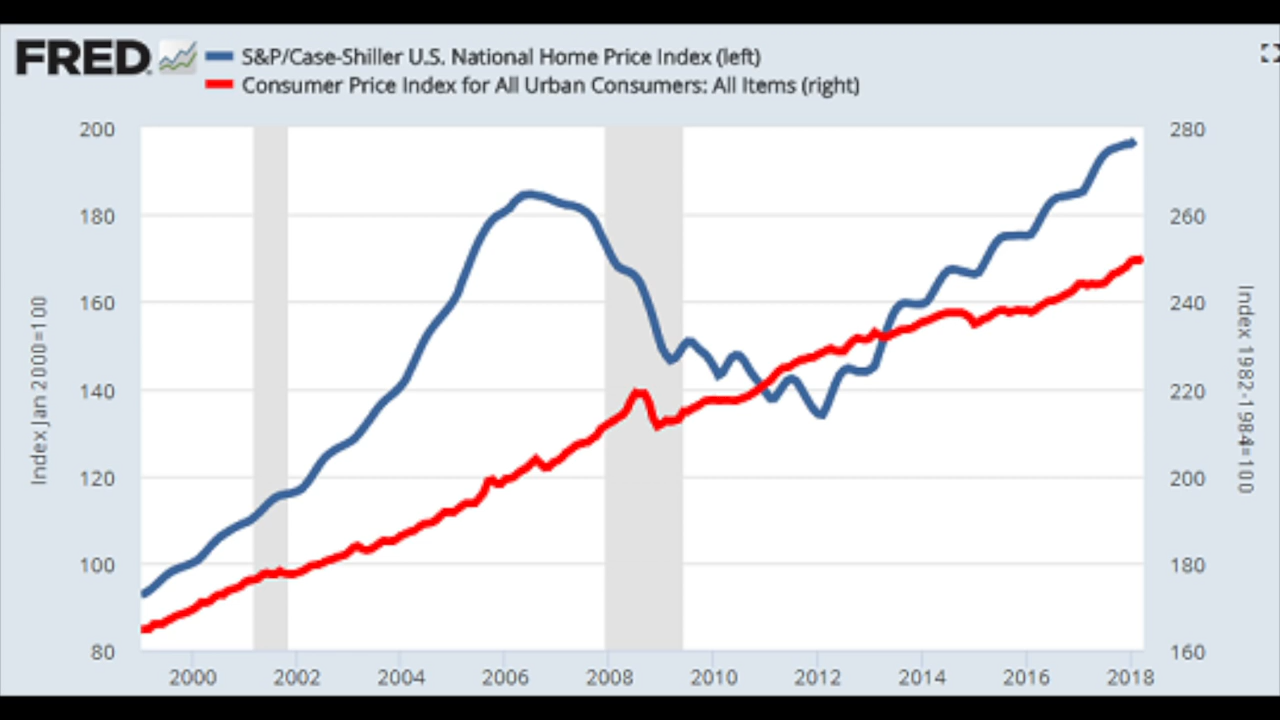 FRED
S&P/Case-Shiller U.S. National Home Price Index (left)
Consumer Price Index for All Urban Consumers: All Items (right)
200
180
160
140
120
100
80
280
260
240
220
200
180
160
Index Jan 2000=100
Index 1982-1984=100
2000 2002 2004 2006 2008 2010 2012 2014 2016 2018